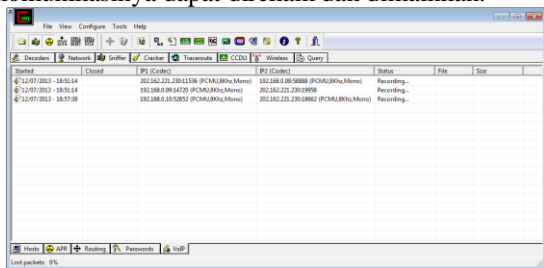 File View Configure Tools Help
Decoders Network Sniffer Cracker Traceroute CCDU Wireless Query
Started Closed IP1 (Codec) IP2 (Codec) Status File Size
12/07/2013 - 18:51:14 202.162.221.230:11536 (PCMU,8Khz,Mono) 192.168.0.99:58888 (PCMU,8Khz,Mono) Recording...
12/07/2013 - 18:51:14 192.168.0.99:14720 (PCMU,8Khz,Mono) 202.162.221.230:19958 Recording...
12/07/2013 - 18:57:38 192.168.0.10:52652 (PCMU,8Khz,Mono) 202.162.221.230:18662 (PCMU,8Khz,Mono) Recording...
Hosts APR Routing Passwords VoIP
Lost packets: 0%